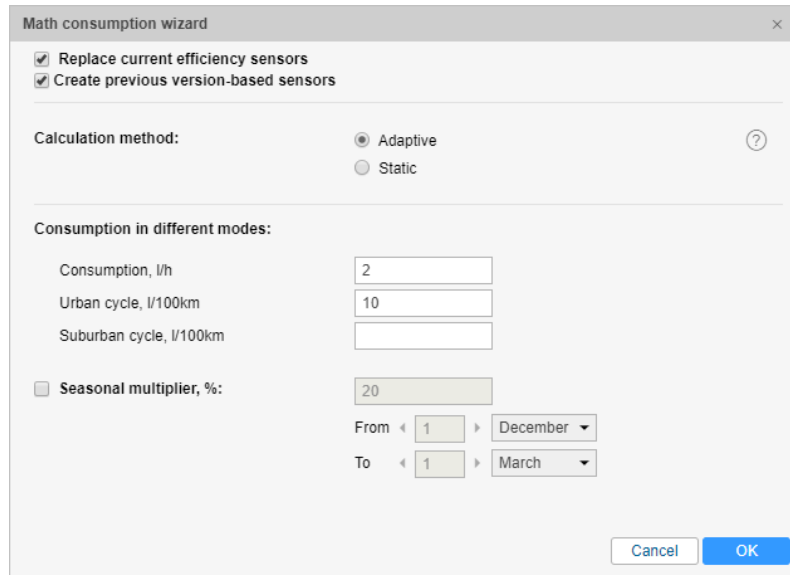 Math consumption wizard ×
Replace current efficiency sensors
Create previous version-based sensors
Calculation method: Adaptive ?
Static
Consumption in different modes:
Consumption, l/h 2
Urban cycle, l/100km 10
Suburban cycle, l/100km
Seasonal multiplier, %: 20
From 1 December
To 1 March
Cancel OK